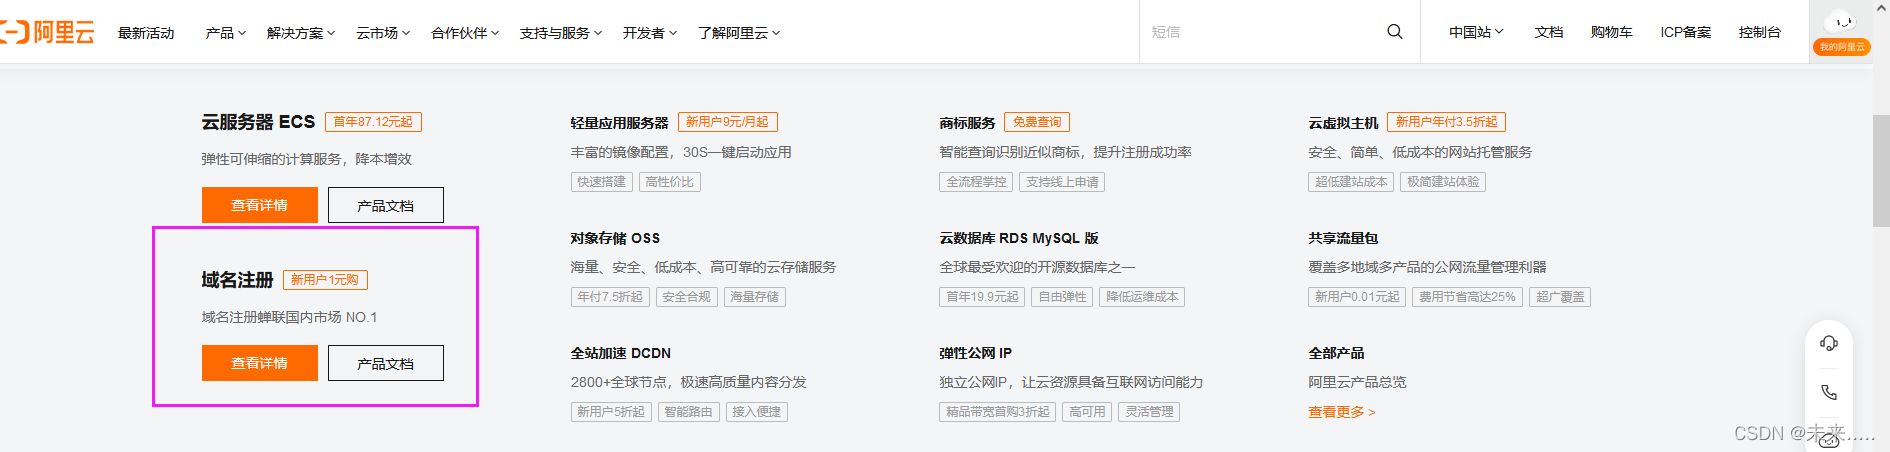 阿里云 最新活动 产品 解决方案 云市场 合作伙伴 支持与服务 开发者 了解阿里云 短信 中国站 文档 购物车 ICP备案 控制台
我的阿里云
云服务器 ECS 首年87.12元起
弹性可伸缩的计算服务，降本增效
查看详情 产品文档
域名注册 新用户1元购
域名注册蝉联国内市场 NO.1
查看详情 产品文档
轻量应用服务器 新用户9元/月起
丰富的镜像配置，30S一键启动应用
快速搭建 高性价比
对象存储 OSS
海量、安全、低成本、高可靠的云存储服务
年付7.5折起 安全合规 海量存储
全站加速 DCDN
2800+全球节点，极速高质量内容分发
新用户5折起 智能路由 接入便捷
商标服务 免费查询
智能查询识别近似商标，提升注册成功率
全流程掌控 支持线上申请
云数据库 RDS MySQL 版
全球最受欢迎的开源数据库之一
首年19.9元起 自由弹性 降低运维成本
弹性公网 IP
独立公网IP，让云资源具备互联网访问能力
精品带宽首购3折起 高可用 灵活管理
云虚拟主机 新用户年付3.5折起
安全、简单、低成本的网站托管服务
超低建站成本 极简建站体验
共享流量包
覆盖多地域多产品的公网流量管理利器
新用户0.01元起 费用节省高达25% 超广覆盖
全部产品
阿里云产品总览
查看更多 >
CSDN @未来……